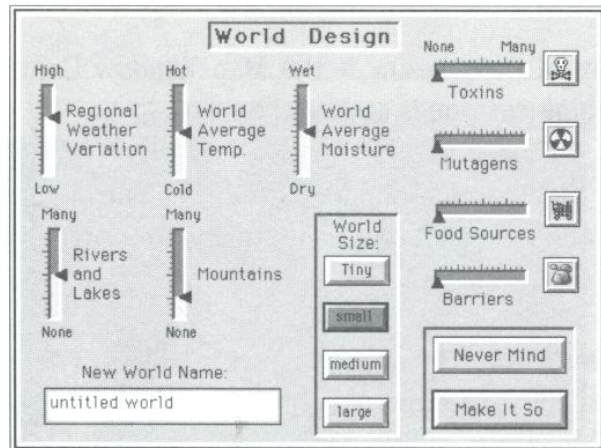 World Design
High
Regional
Weather
Variation
Low
Hot
World
Average
Temp.
Cold
Wet
World
Average
Moisture
Dry
None Many
Toxins
Mutagens
Food Sources
Barriers
Many
Rivers
and
Lakes
None
Many
Mountains
None
World
Size:
Tiny
small
medium
large
New World Name:
untitled world
Never Mind
Make It So